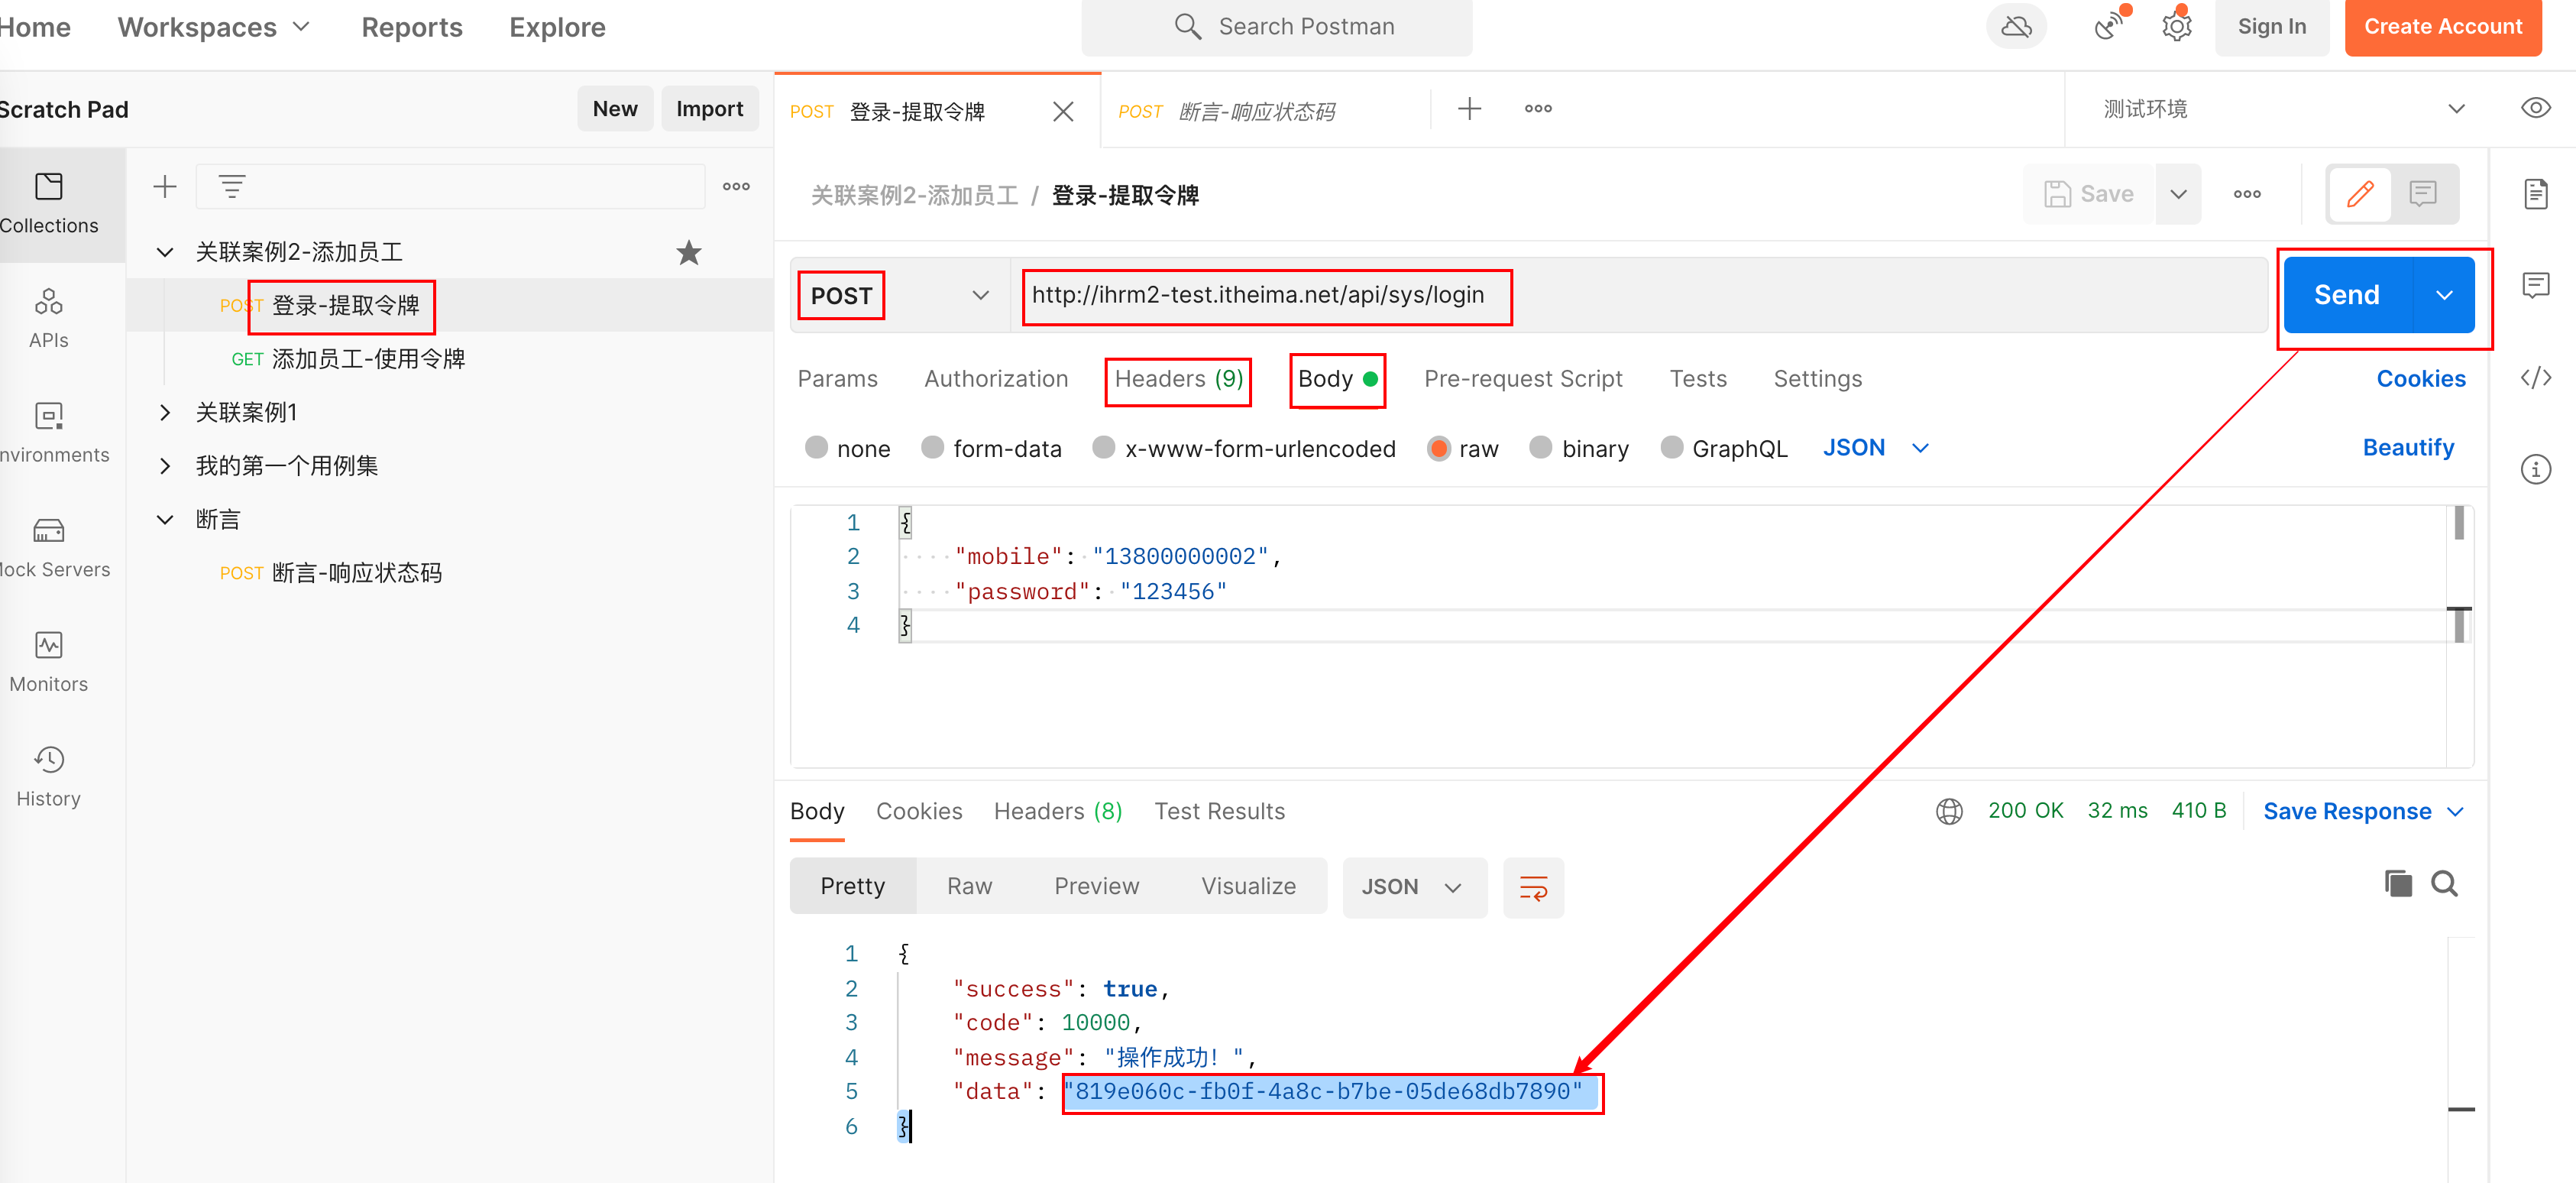 Home Workspaces Reports Explore Search Postman Sign In Create Account
Scratch Pad New Import
POST 登录-提取令牌 POST 断言-响应状态码 测试环境
Collections
APIs
nvironments
Mock Servers
Monitors
History
关联案例2-添加员工
POST 登录-提取令牌
GET 添加员工-使用令牌
关联案例1
我的第一个用例集
断言
POST 断言-响应状态码
关联案例2-添加员工 / 登录-提取令牌 Save
POST http://ihrm2-test.itheima.net/api/sys/login Send
Params Authorization Headers (9) Body Pre-request Script Tests Settings Cookies
none form-data x-www-form-urlencoded raw binary GraphQL JSON Beautify
1 {
2 "mobile": "13800000002",
3 "password": "123456"
4 }
Body Cookies Headers (8) Test Results 200 OK 32 ms 410 B Save Response
Pretty Raw Preview Visualize JSON
1 {
2 "success": true,
3 "code": 10000,
4 "message": "操作成功！",
5 "data": "819e060c-fb0f-4a8c-b7be-05de68db7890"
6 }